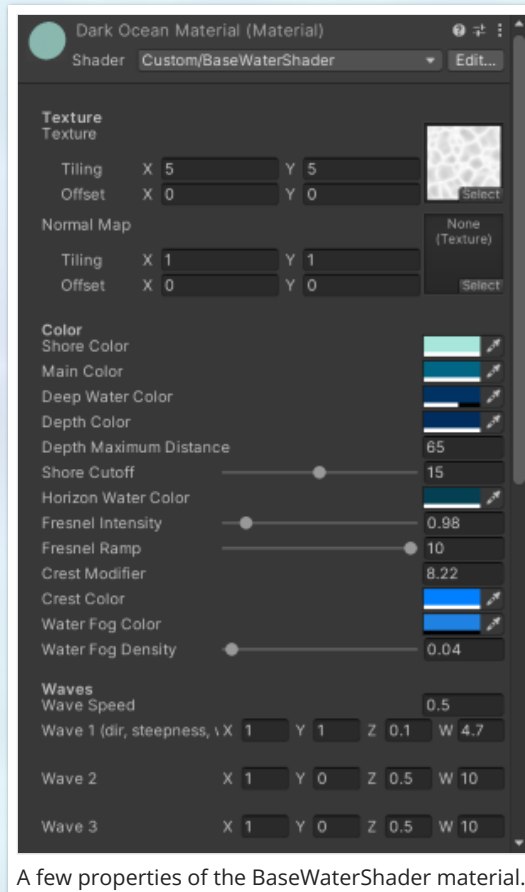 Dark Ocean Material (Material)
Shader Custom/BaseWaterShader Edit...
Texture
Texture
Tiling X 5 Y 5
Offset X 0 Y 0
Select
Normal Map
None
(Texture)
Tiling X 1 Y 1
Offset X 0 Y 0
Select
Color
Shore Color
Main Color
Deep Water Color
Depth Color
Depth Maximum Distance 65
Shore Cutoff 15
Horizon Water Color
Fresnel Intensity 0.98
Fresnel Ramp 10
Crest Modifier 8.22
Crest Color
Water Fog Color
Water Fog Density 0.04
Waves
Wave Speed 0.5
Wave 1 (dir, steepness, X 1 Y 1 Z 0.1 W 4.7
Wave 2 X 1 Y 0 Z 0.5 W 10
Wave 3 X 1 Y 0 Z 0.5 W 10
A few properties of the BaseWaterShader material.